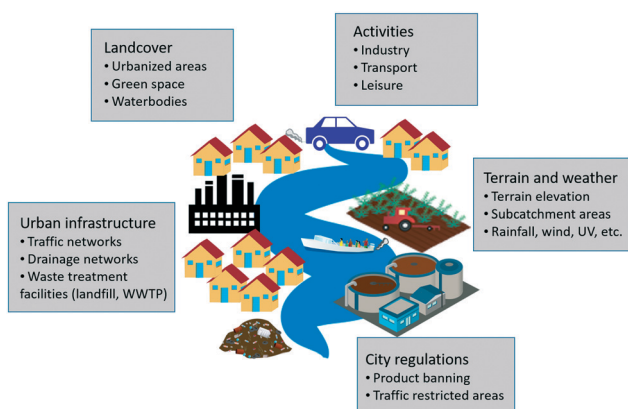 Landcover
• Urbanized areas
• Green space
• Waterbodies
Activities
• Industry
• Transport
• Leisure
Urban infrastructure
• Traffic networks
• Drainage networks
• Waste treatment
facilities (landfill, WWTP)
Terrain and weather
• Terrain elevation
• Subcatchment areas
• Rainfall, wind, UV, etc.
City regulations
• Product banning
• Traffic restricted areas